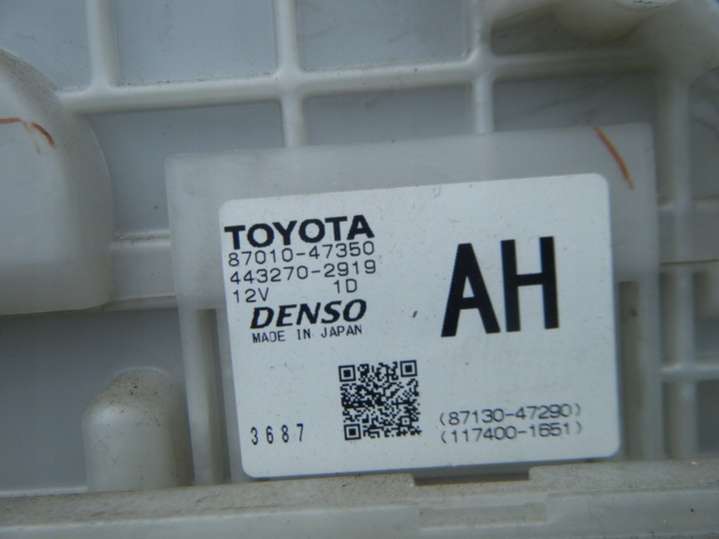 TOYOTA
87010-47350
443270-2919
12V 1D
DENSO
MADE IN JAPAN
AH
3687
(87130-47290)
(117400-1651)